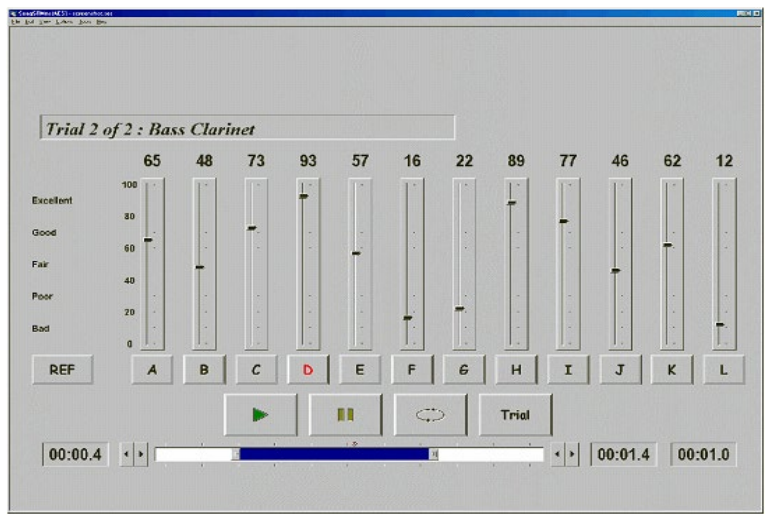 Trial 2 of 2 : Bass Clarinet
65 48 73 93 57 16 22 89 77 46 62 12
100
Excellent
80
Good
60
Fair
40
Poor
20
Bad
0
REF A B C D E F G H I J K L
Trial
00:00.4 00:01.4 00:01.0